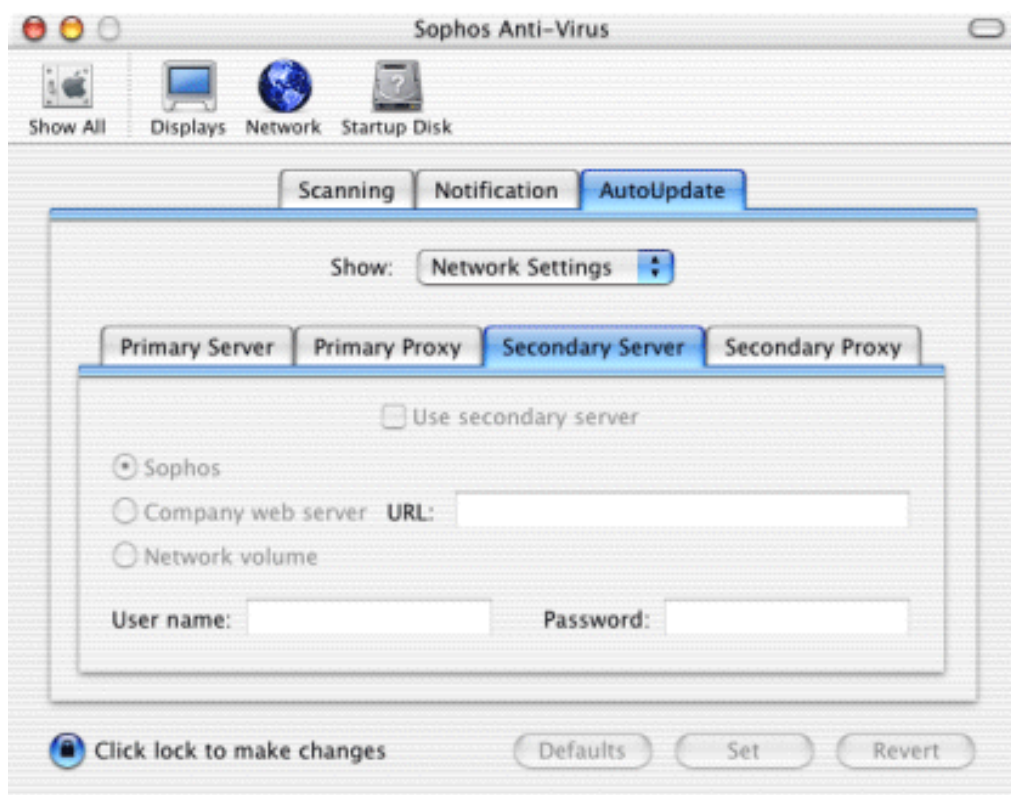 Sophos Anti-Virus
Show All Displays Network Startup Disk
Scanning Notification AutoUpdate
Show: Network Settings
Primary Server Primary Proxy Secondary Server Secondary Proxy
Use secondary server
Sophos
Company web server URL:
Network volume
User name: Password:
Click lock to make changes Defaults Set Revert